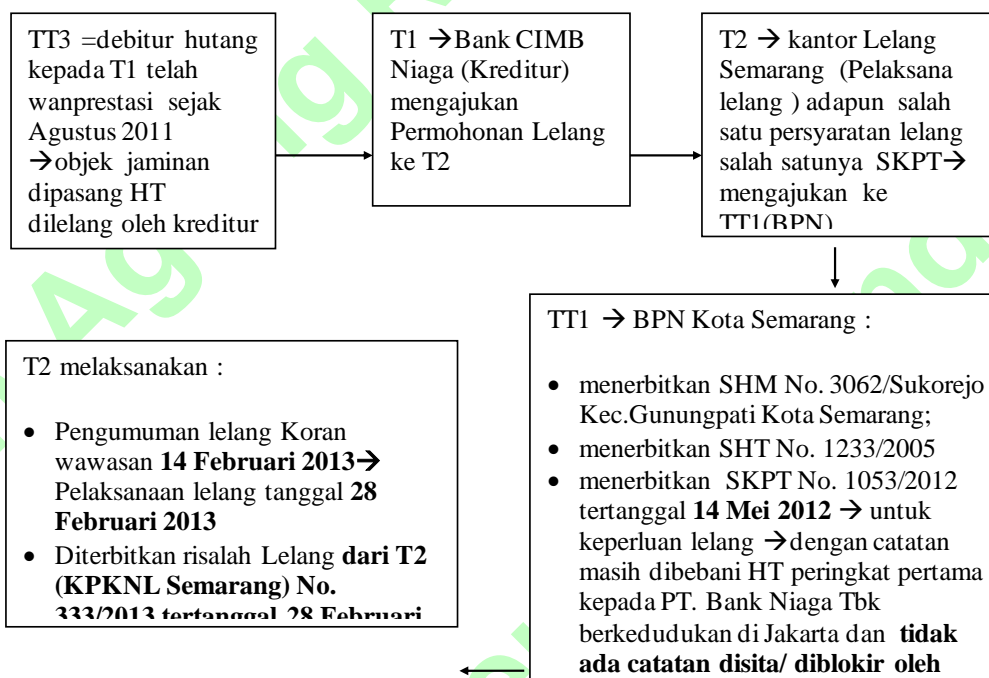 TT3 =debitur hutang
kepada T1 telah
wanprestasi sejak
Agustus 2011
→objek jaminan
dipasang HT
dilelang oleh kreditur
T1 →Bank CIMB
Niaga (Kreditur)
mengajukan
Permohonan Lelang
ke T2
T2 → kantor Lelang
Semarang (Pelaksana
lelang ) adapun salah
satu persyaratan lelang
salah satunya SKPT→
mengajukan ke
TT1(BPN)
TT1 → BPN Kota Semarang :
• menerbitkan SHM No. 3062/Sukorejo
Kec.Gunungpati Kota Semarang;
• menerbitkan SHT No. 1233/2005
• menerbitkan SKPT No. 1053/2012
tertanggal 14 Mei 2012 → untuk
keperluan lelang →dengan catatan
masih dibebani HT peringkat pertama
kepada PT. Bank Niaga Tbk
berkedudukan di Jakarta dan tidak
ada catatan disita/ diblokir oleh
T2 melaksanakan :
• Pengumuman lelang Koran
wawasan 14 Februari 2013→
Pelaksanaan lelang tanggal 28
Februari 2013
• Diterbitkan risalah Lelang dari T2
(KPKNL Semarang) No.
333/2013 tertanggal 28 Februari